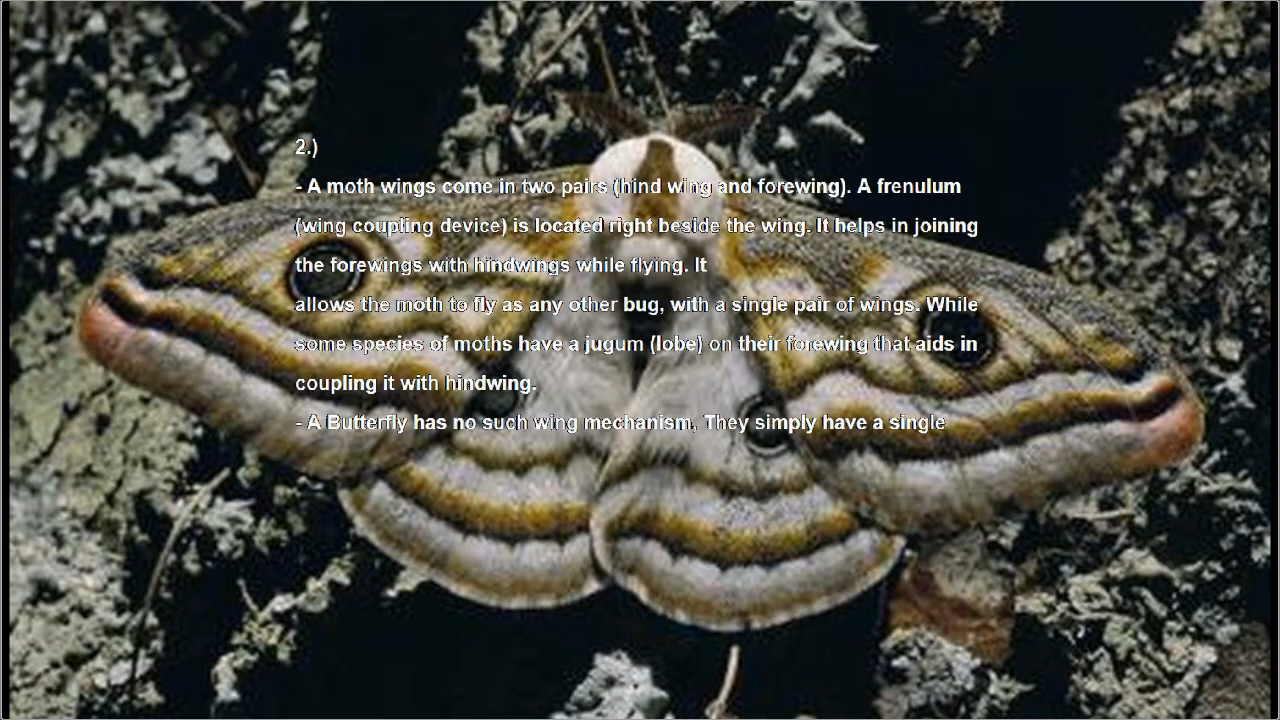 2.)
- A moth wings come in two pairs (hind wing and forewing). A frenulum
(wing coupling device) is located right beside the wing. It helps in joining
the forewings with hindwings while flying. It
allows the moth to fly as any other bug, with a single pair of wings. While
some species of moths have a jugum (lobe) on their forewing that aids in
coupling it with hindwing.
- A Butterfly has no such wing mechanism, They simply have a single